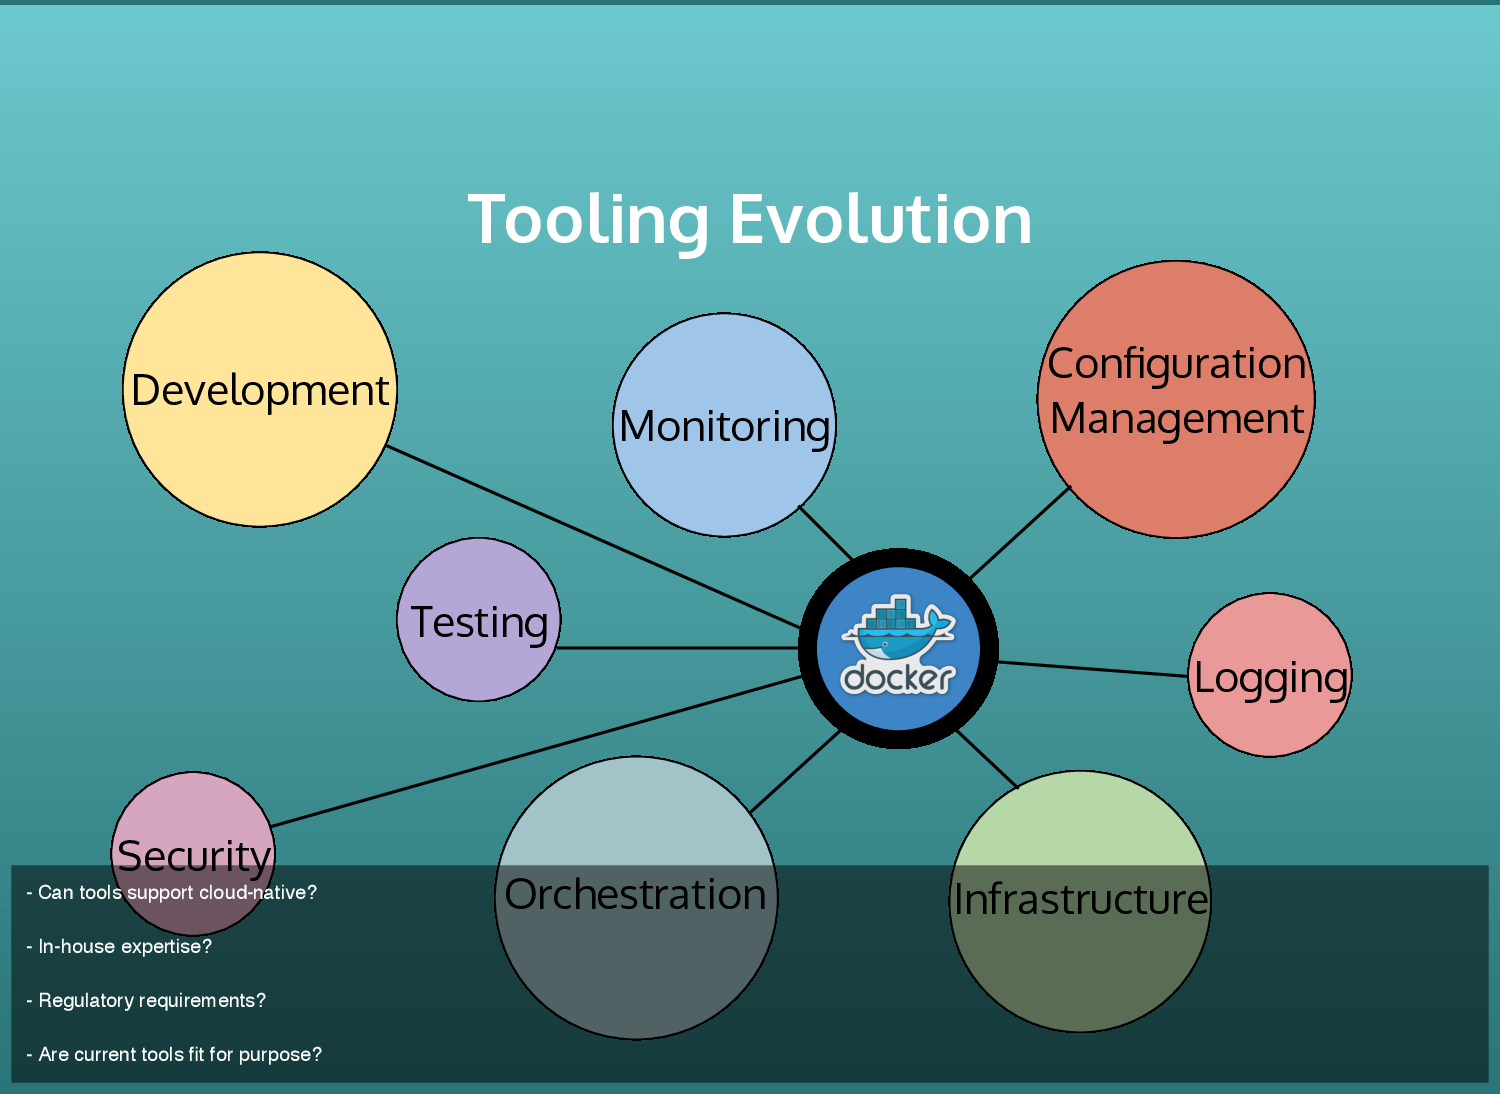 Tooling Evolution
Development
Monitoring
Configuration
Management
Testing
docker
Logging
Security
Orchestration
Infrastructure
- Can tools support cloud-native?
- In-house expertise?
- Regulatory requirements?
- Are current tools fit for purpose?